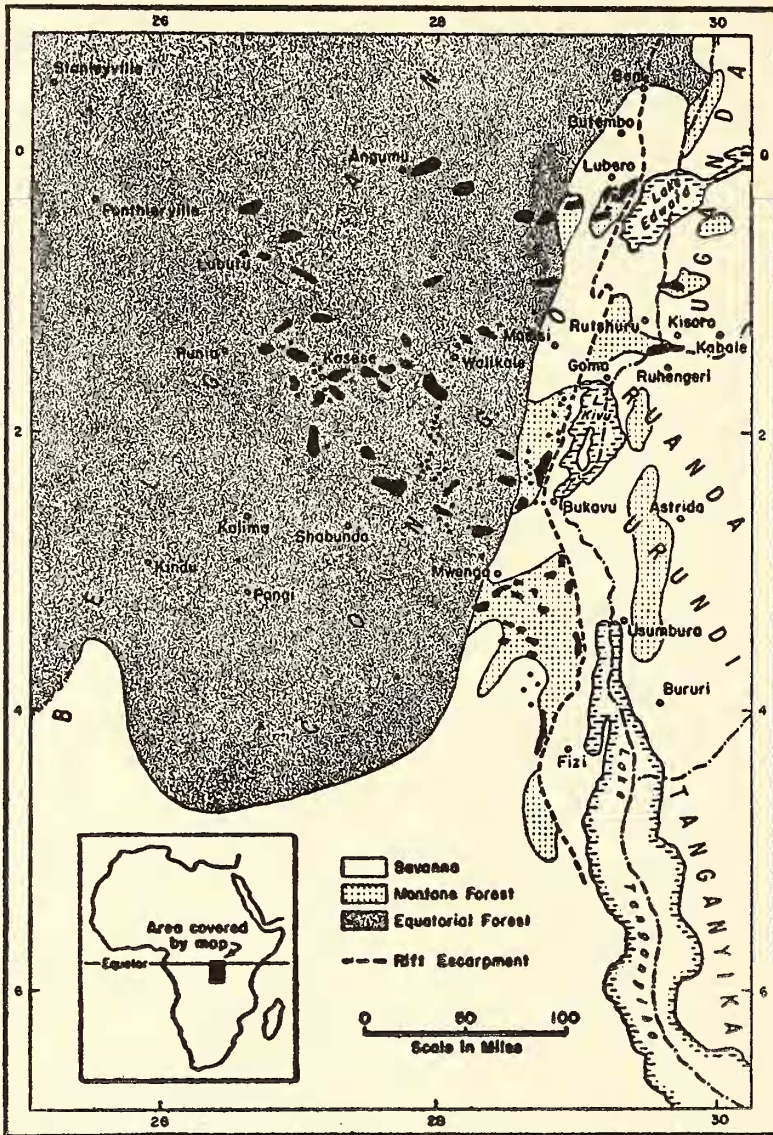 26 28 30
Stanleyville
Beni
Butembo
0 Angumu 0
Lubero
Lake Edward
Ponthierville
Lubutu
UGANDA
Masisi Rutshuru Kisoro
Punia Kasese Walikale Kabale
Goma Ruhengeri
L. Kivu
2 2
Bukavu
Kalima Shabunda Astrida
RUANDA
URUNDI
Kindu Mwenga
Pangi
Usumbura
BELGIAN CONGO
Bururi
4 4
Fizi
Lake Tanganyika
TANGANYIKA
Savanna
Montane Forest
Equatorial Forest
Rift Escarpment
0 50 100
Scale in Miles
Area covered
by map
Equator
6 6
26 28 30